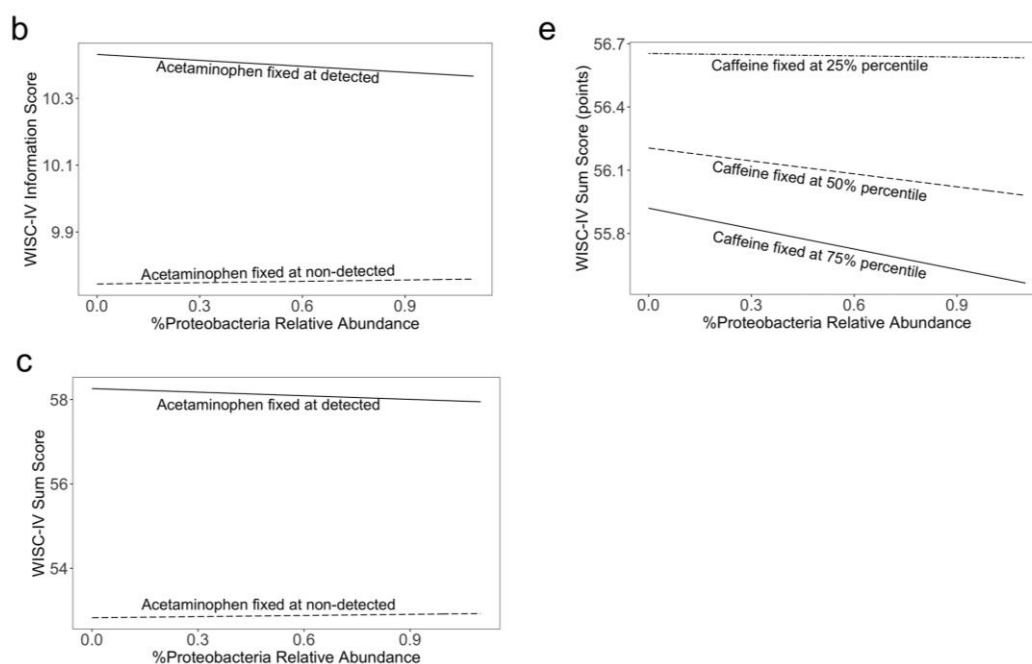 b
WISC-IV Information Score
10.3
10.1
9.9
Acetaminophen fixed at detected
Acetaminophen fixed at non-detected
0.0 0.3 0.6 0.9
%Proteobacteria Relative Abundance
e
WISC-IV Sum Score (points)
56.7
56.4
56.1
55.8
Caffeine fixed at 25% percentile
Caffeine fixed at 50% percentile
Caffeine fixed at 75% percentile
0.0 0.3 0.6 0.9
%Proteobacteria Relative Abundance
c
WISC-IV Sum Score
58
56
54
Acetaminophen fixed at detected
Acetaminophen fixed at non-detected
0.0 0.3 0.6 0.9
%Proteobacteria Relative Abundance